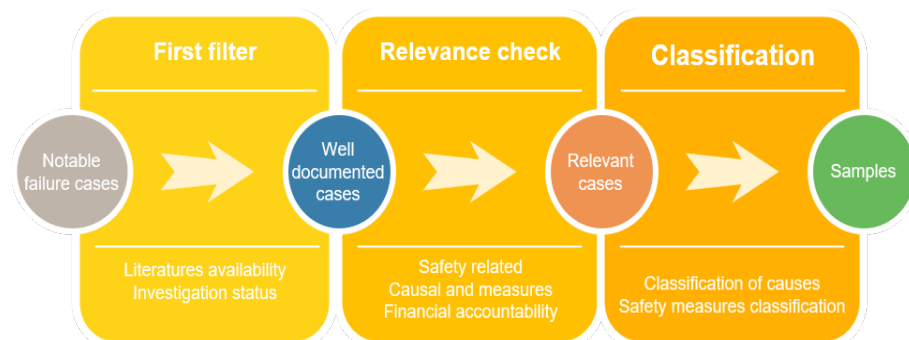 First filter
Relevance check
Classification
Notable
failure cases
Well
documented
cases
Relevant
cases
Samples
Literatures availability
Investigation status
Safety related
Causal and measures
Financial accountability
Classification of causes
Safety measures classification